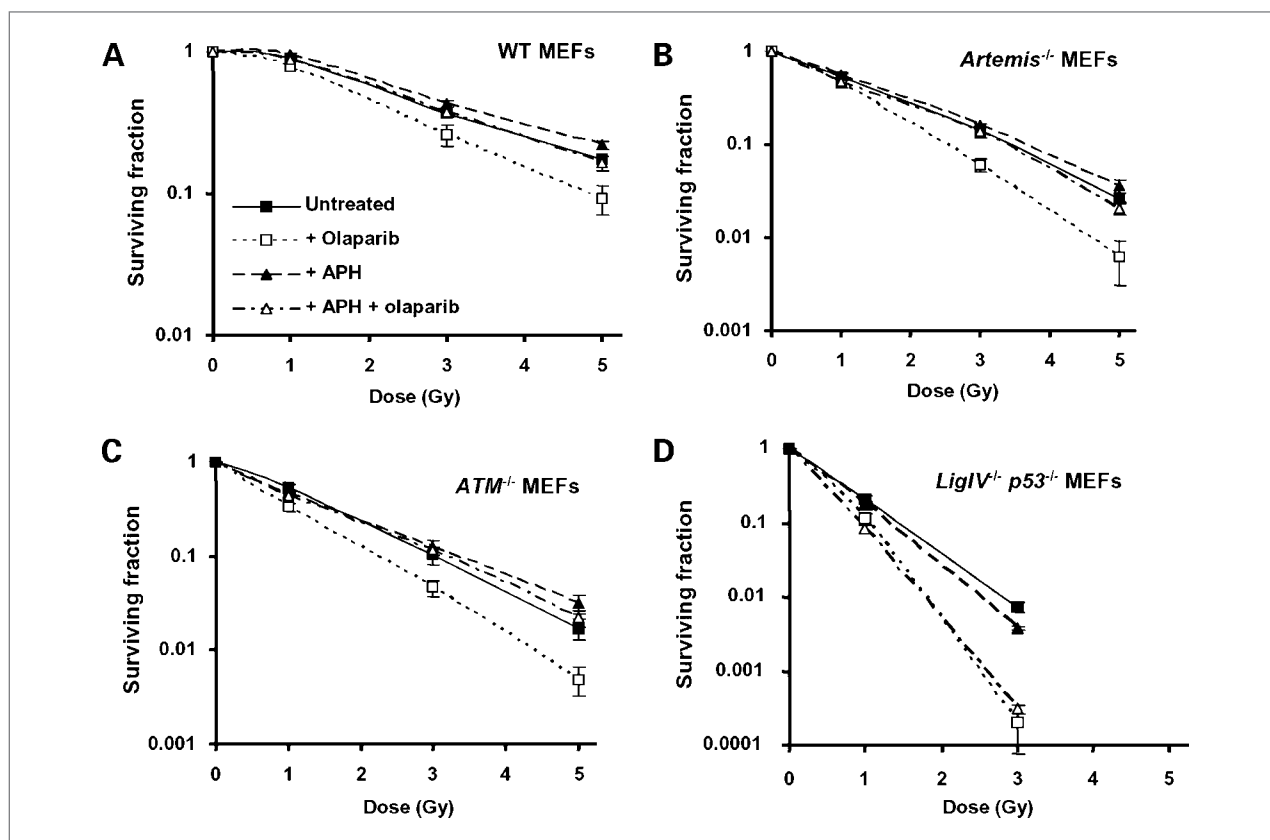 A
WT MEFs
Surviving fraction
1
0.1
0.01
Untreated
+ Olaparib
+ APH
+ APH + olaparib
0 1 2 3 4 5
Dose (Gy)
B
Artemis-/- MEFs
Surviving fraction
1
0.1
0.01
0.001
0 1 2 3 4 5
Dose (Gy)
C
ATM-/- MEFs
Surviving fraction
1
0.1
0.01
0.001
0 1 2 3 4 5
Dose (Gy)
D
LigIV-/- p53-/- MEFs
Surviving fraction
1
0.1
0.01
0.001
0.0001
0 1 2 3 4 5
Dose (Gy)